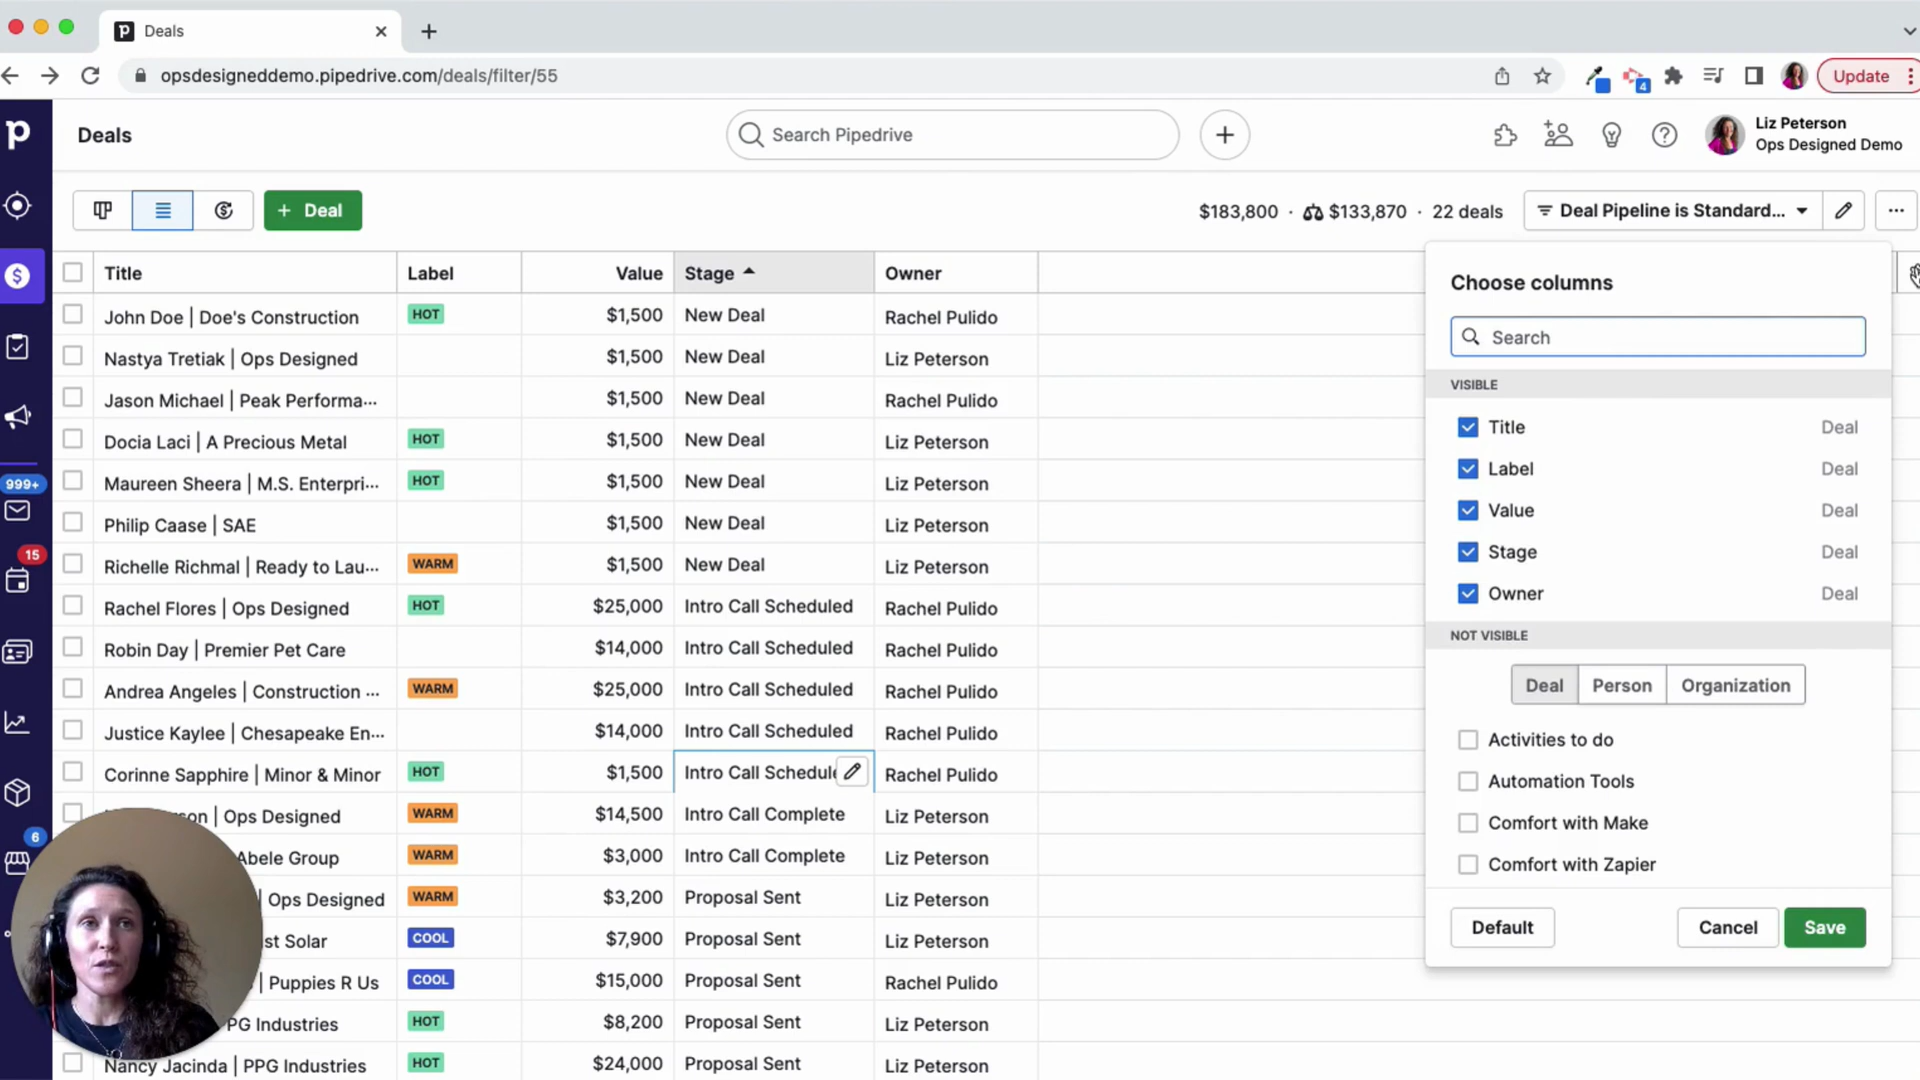 Deals
opsdesigneddemo.pipedrive.com/deals/filter/55
4
Update
p
Deals
Search Pipedrive
Liz Peterson
Ops Designed Demo
+ Deal
$183,800 · $133,870 · 22 deals
Deal Pipeline is Standard...
Title Label Value Stage Owner
John Doe | Doe's Construction HOT $1,500 New Deal Rachel Pulido
Nastya Tretiak | Ops Designed $1,500 New Deal Liz Peterson
Jason Michael | Peak Performa... $1,500 New Deal Rachel Pulido
Docia Laci | A Precious Metal HOT $1,500 New Deal Liz Peterson
Maureen Sheera | M.S. Enterpri... HOT $1,500 New Deal Liz Peterson
Philip Caase | SAE $1,500 New Deal Liz Peterson
Richelle Richmal | Ready to Lau... WARM $1,500 New Deal Liz Peterson
Rachel Flores | Ops Designed HOT $25,000 Intro Call Scheduled Rachel Pulido
Robin Day | Premier Pet Care $14,000 Intro Call Scheduled Rachel Pulido
Andrea Angeles | Construction ... WARM $25,000 Intro Call Scheduled Rachel Pulido
Justice Kaylee | Chesapeake En... $14,000 Intro Call Scheduled Rachel Pulido
Corinne Sapphire | Minor & Minor HOT $1,500 Intro Call Schedule Rachel Pulido
son | Ops Designed WARM $14,500 Intro Call Complete Liz Peterson
Abele Group WARM $3,000 Intro Call Complete Liz Peterson
| Ops Designed WARM $3,200 Proposal Sent Liz Peterson
st Solar COOL $7,900 Proposal Sent Liz Peterson
| Puppies R Us COOL $15,000 Proposal Sent Rachel Pulido
PG Industries HOT $8,200 Proposal Sent Liz Peterson
Nancy Jacinda | PPG Industries HOT $24,000 Proposal Sent Liz Peterson
999+
15
6
Choose columns
Search
VISIBLE
Title Deal
Label Deal
Value Deal
Stage Deal
Owner Deal
NOT VISIBLE
Deal Person Organization
Activities to do
Automation Tools
Comfort with Make
Comfort with Zapier
Default Cancel Save